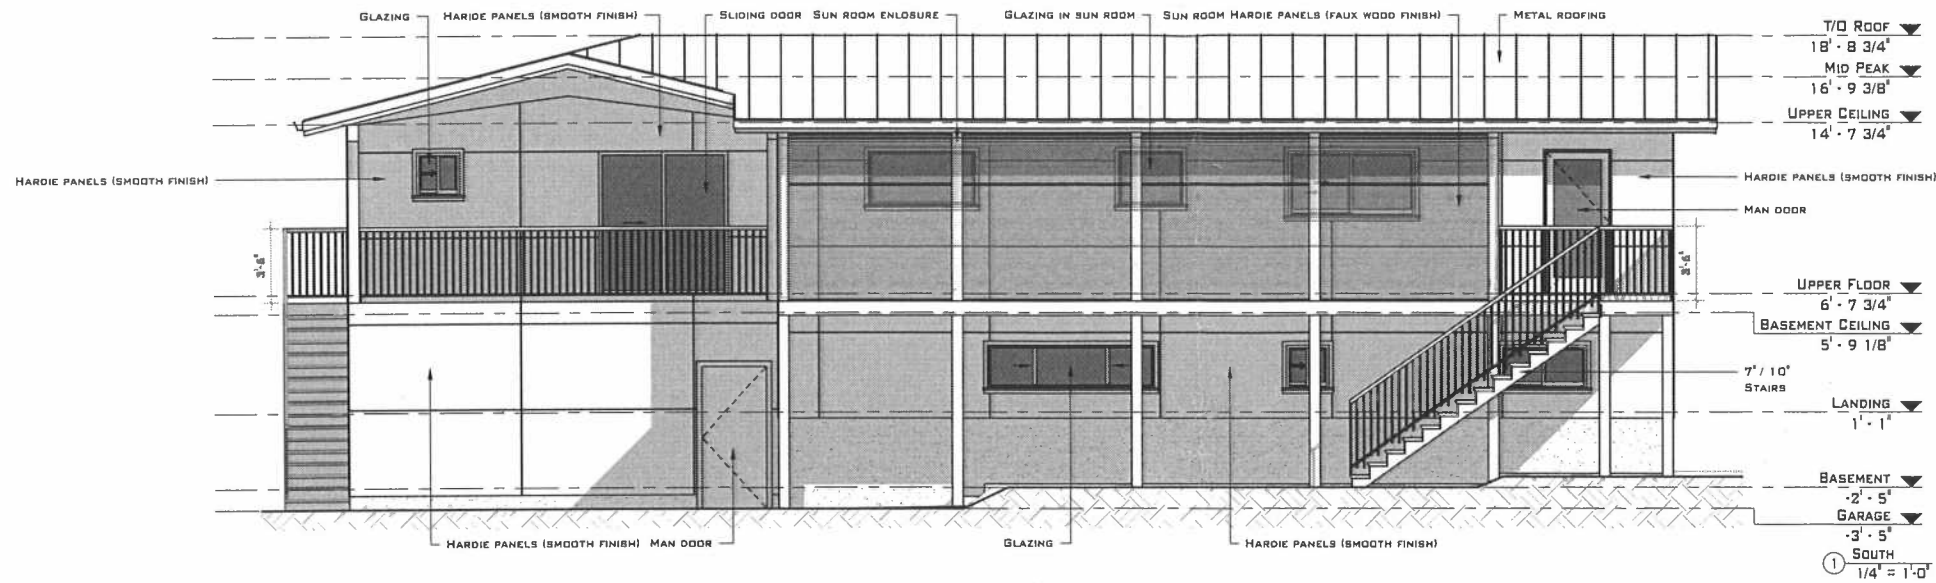 GLAZING
HARIDE PANELS (SMOOTH FINISH)
SLIDING DOOR
SUN ROOM ENLOSURE
GLAZING IN SUN ROOM
SUN ROOM HARDIE PANELS (FAUX WOOD FINISH)
METAL ROOFING
T/O ROOF
18' - 8 3/4"
MID PEAK
16' - 9 3/8"
UPPER CEILING
14' - 7 3/4"
HARDIE PANELS (SMOOTH FINISH)
HARDIE PANELS (SMOOTH FINISH)
MAN DOOR
3'-6"
3'-6"
UPPER FLOOR
6' - 7 3/4"
BASEMENT CEILING
5' - 9 1/8"
7" / 10"
STAIRS
LANDING
1' - 1"
BASEMENT
-2' - 5"
GARAGE
-3' - 5"
HARDIE PANELS (SMOOTH FINISH)
MAN DOOR
GLAZING
HARDIE PANELS (SMOOTH FINISH)
1
SOUTH
1/4" = 1'-0"